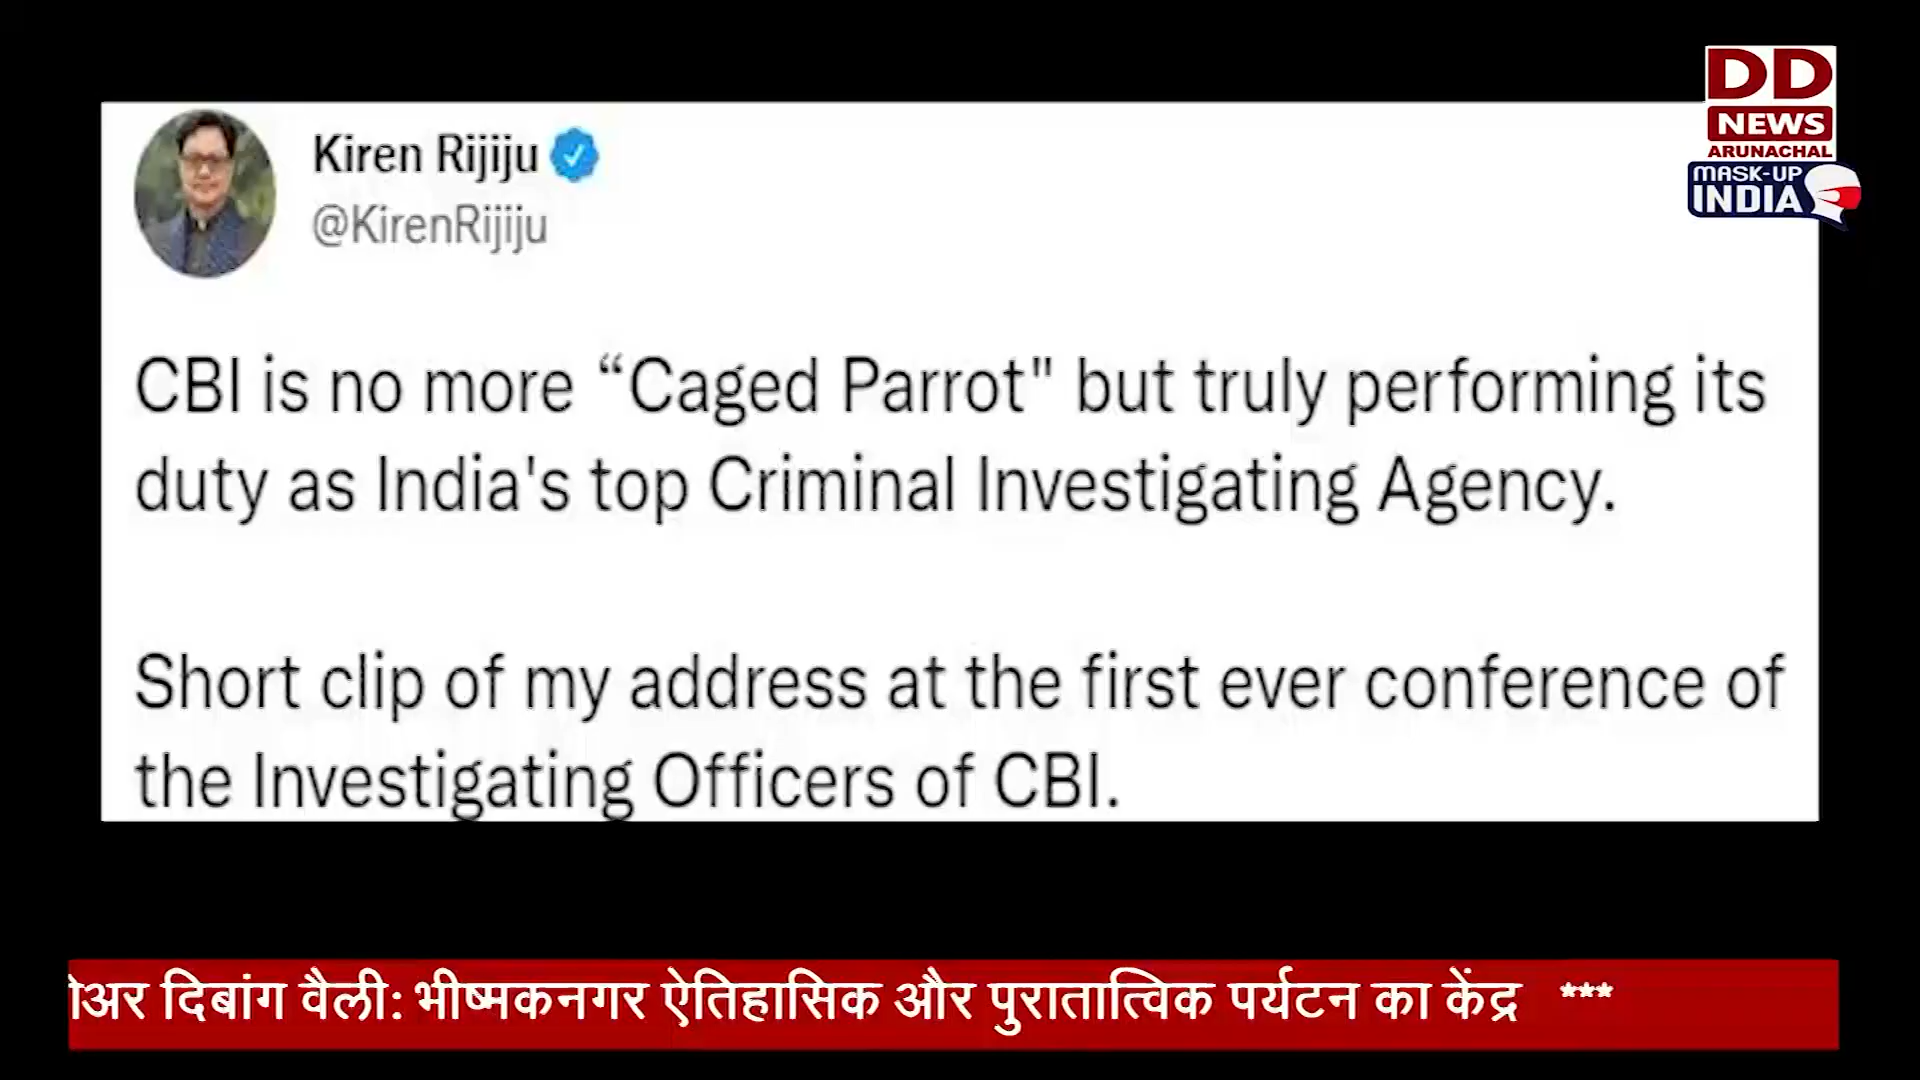 DD
NEWS
ARUNACHAL
MASK-UP
INDIA
Kiren Rijiju
@KirenRijiju
CBI is no more “Caged Parrot" but truly performing its
duty as India's top Criminal Investigating Agency.
Short clip of my address at the first ever conference of
the Investigating Officers of CBI.
दिबांग वैली: भीष्मकनगर ऐतिहासिक और पुरातात्विक पर्यटन का केंद्र ***